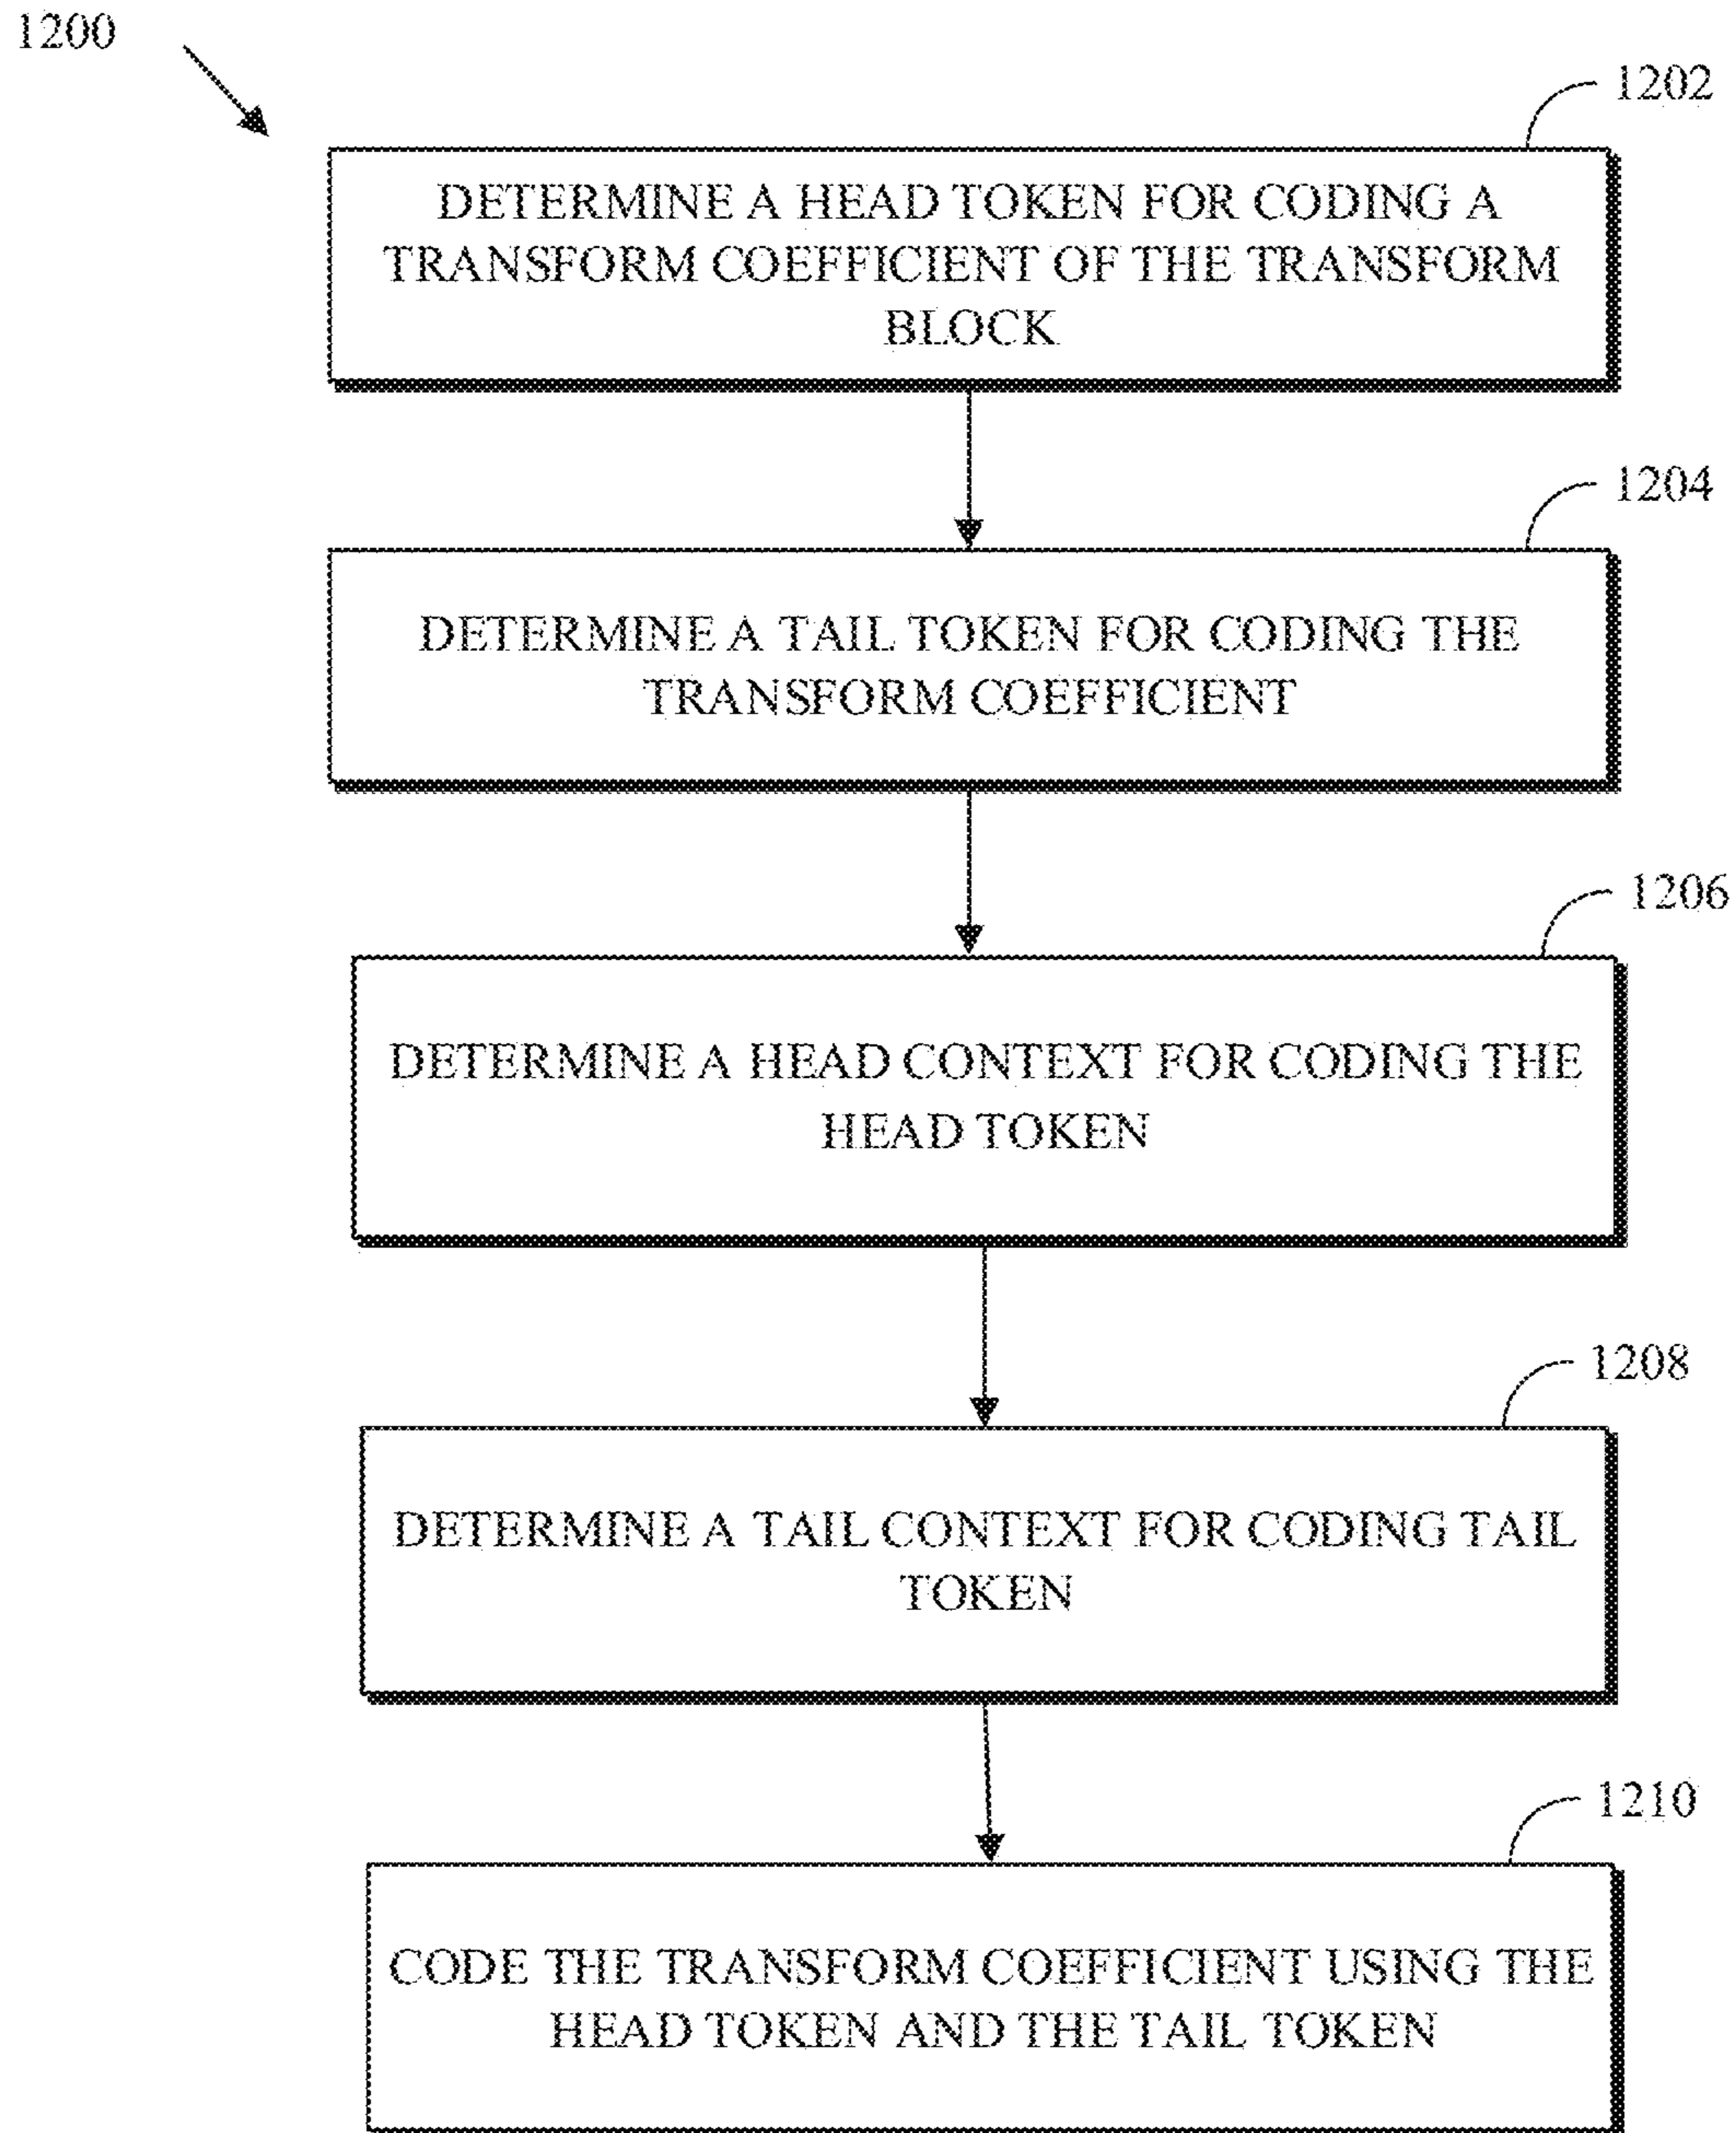 1200
1202
DETERMINE A HEAD TOKEN FOR CODING A
TRANSFORM COEFFICIENT OF THE TRANSFORM
BLOCK
1204
DETERMINE A TAIL TOKEN FOR CODING THE
TRANSFORM COEFFICIENT
1206
DETERMINE A HEAD CONTEXT FOR CODING THE
HEAD TOKEN
1208
DETERMINE A TAIL CONTEXT FOR CODING TAIL
TOKEN
1210
CODE THE TRANSFORM COEFFICIENT USING THE
HEAD TOKEN AND THE TAIL TOKEN